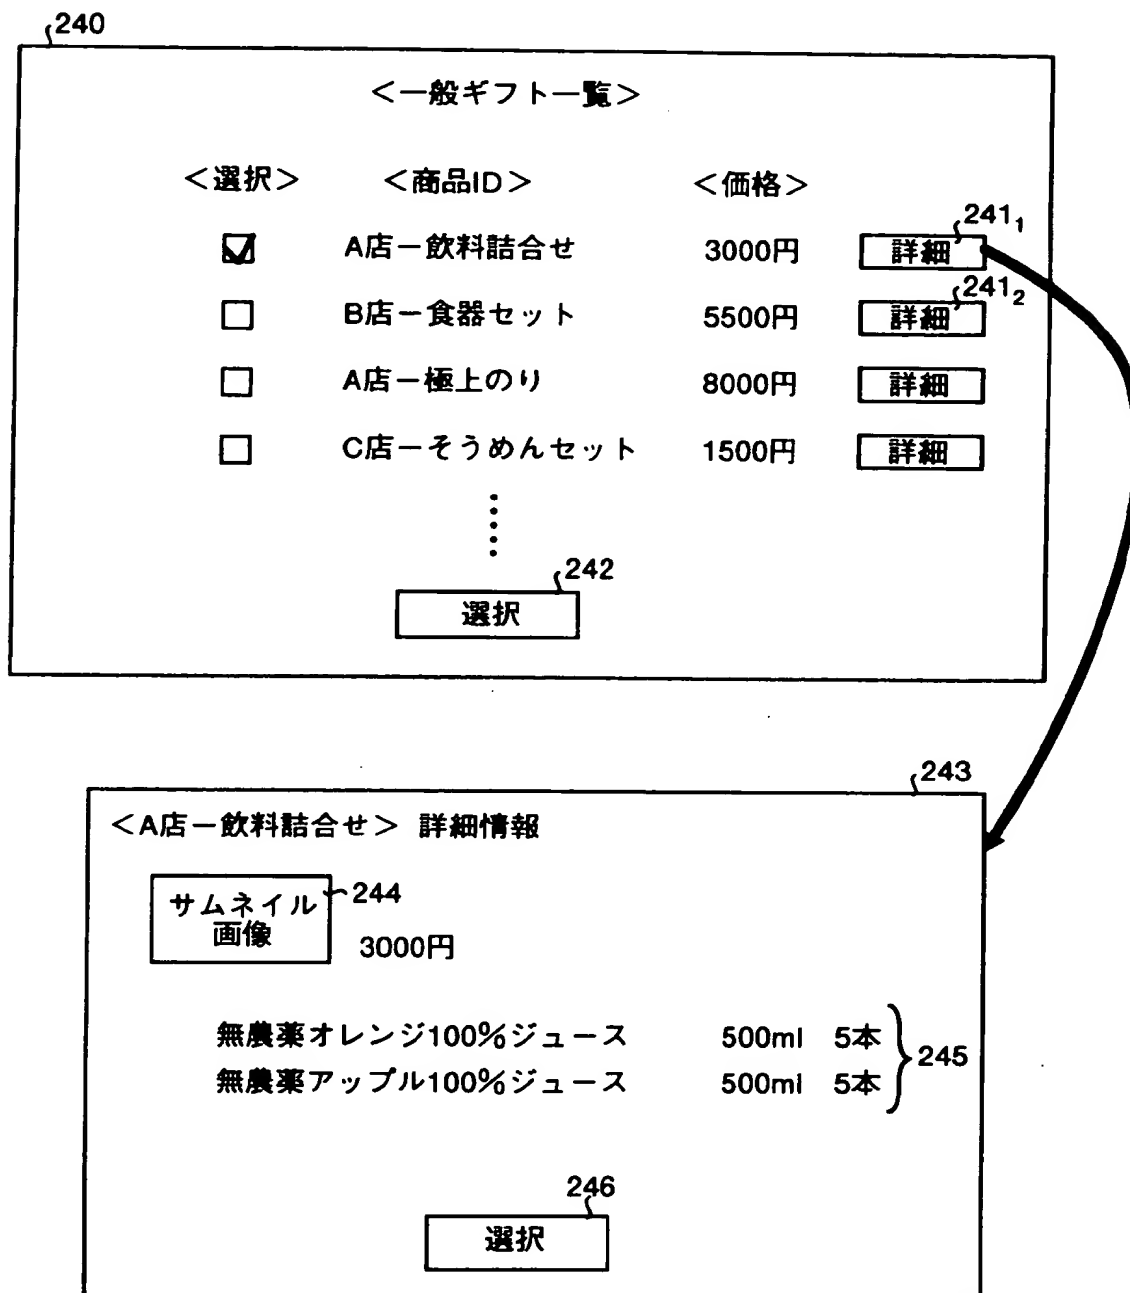 240
<一般ギフト一覧>
<選択> <商品ID> <価格>
A店-飲料詰合せ 3000円 詳細 241₁
B店-食器セット 5500円 詳細 241₂
A店-極上のり 8000円 詳細
C店-そうめんセット 1500円 詳細
242
選択
243
<A店-飲料詰合せ> 詳細情報
サムネイル 244
画像 3000円
無農薬オレンジ100%ジュース 500ml 5本
無農薬アップル100%ジュース 500ml 5本
245
246
選択